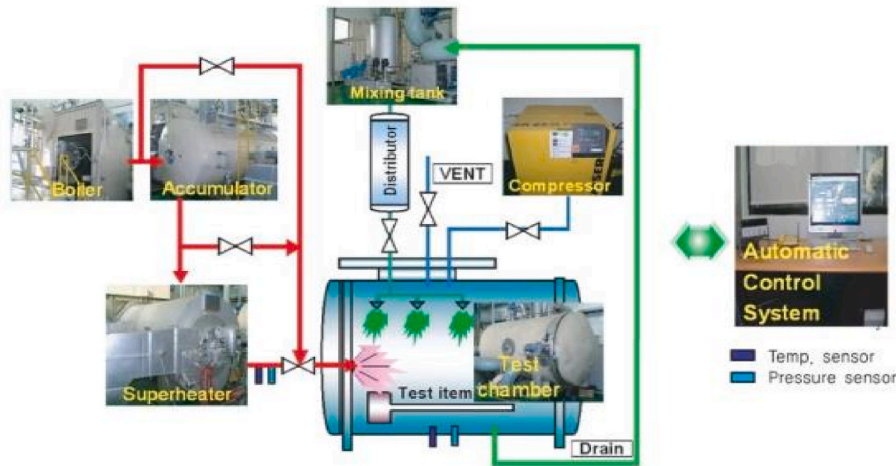 Mixing tank
Boiler
Accumulator
Distributor
VENT
Compressor
Automatic
Control
System
Superheater
Test
chamber
Test item
Temp, sensor
Pressure sensor
Drain